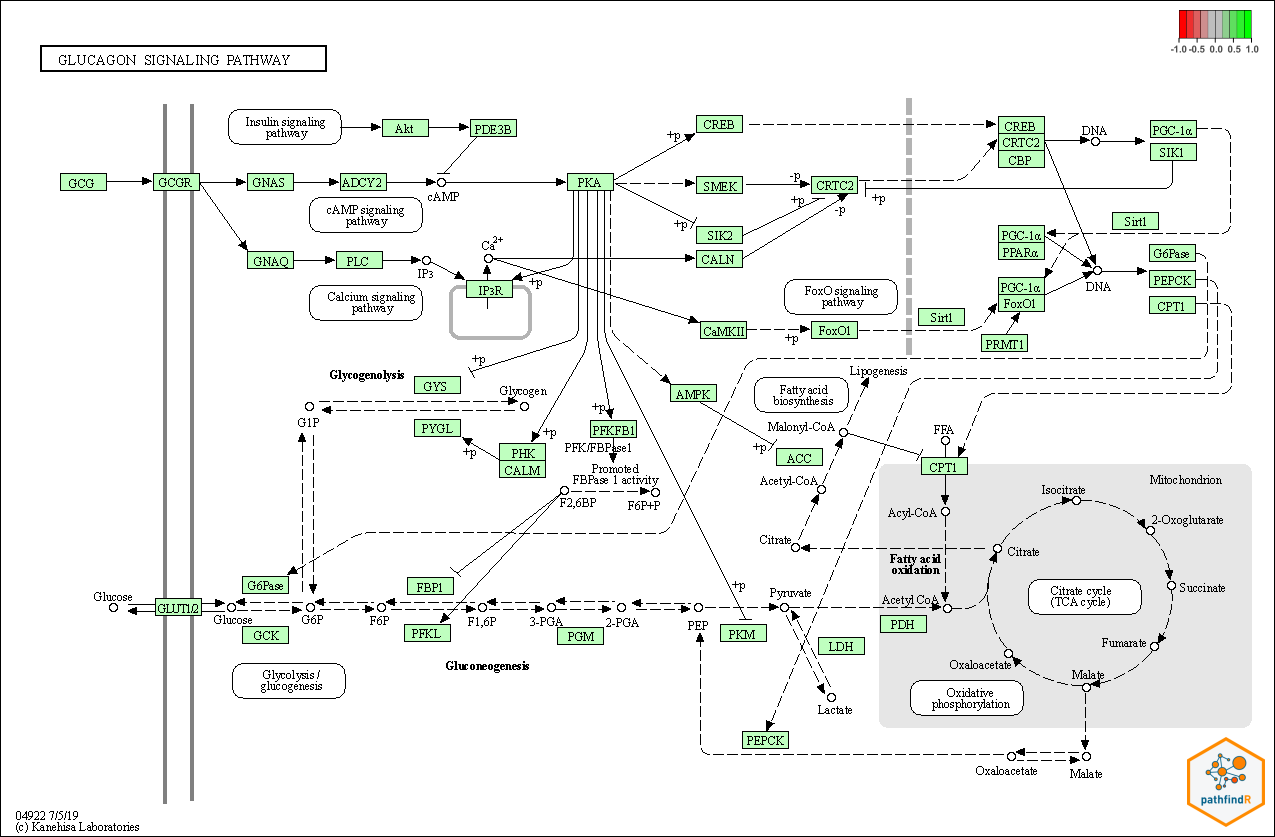 -1.0 -0.5 0.0 0.5 1.0
GLUCAGON SIGNALING PATHWAY
Insulin signaling
pathway
Akt
PDE3B
CREB
+p
CREB
CRTC2
CBP
DNA
PGC-1α
SIK1
GCG
GCGR
GNAS
ADCY2
cAMP
PKA
SMEK
-p
CRTC2
+p
-p
+p
cAMP signaling
pathway
+p
SIK2
CALN
Sirt1
PGC-1α
PPARα
G6Pase
PEPCK
CPT1
DNA
GNAQ
PLC
IP3
Ca2+
IP3R
+p
Calcium signaling
pathway
FoxO signaling
pathway
PGC-1α
FoxO1
Sirt1
PRMT1
CaMKII
+p
FoxO1
Glycogenolysis
GYS
+p
Glycogen
G1P
PYGL
+p
PHK
CALM
+p
+p
PFKFB1
PFK/FBPase1
Promoted
FBPase 1 activity
F2,6BP
F6P+P
AMPK
Fatty acid
biosynthesis
Lipogenesis
Malonyl-CoA
+p
ACC
Acetyl-CoA
Citrate
FFA
CPT1
Acyl-CoA
Fatty acid
oxidation
Mitochondrion
Isocitrate
2-Oxoglutarate
Citrate
Succinate
Citrate cycle
(TCA cycle)
Fumarate
Malate
Oxaloacetate
Oxidative
phosphorylation
Glucose
GLUT1/2
Glucose
G6Pase
GCK
G6P
F6P
FBP1
PFKL
F1,6P
3-PGA
PGM
2-PGA
PEP
+p
PKM
Pyruvate
LDH
Lactate
Acetyl CoA
PDH
Glycolysis /
glucogenesis
Gluconeogenesis
PEPCK
Oxaloacetate
Malate
pathfindR
04922 7/5/19
(c) Kanehisa Laboratories